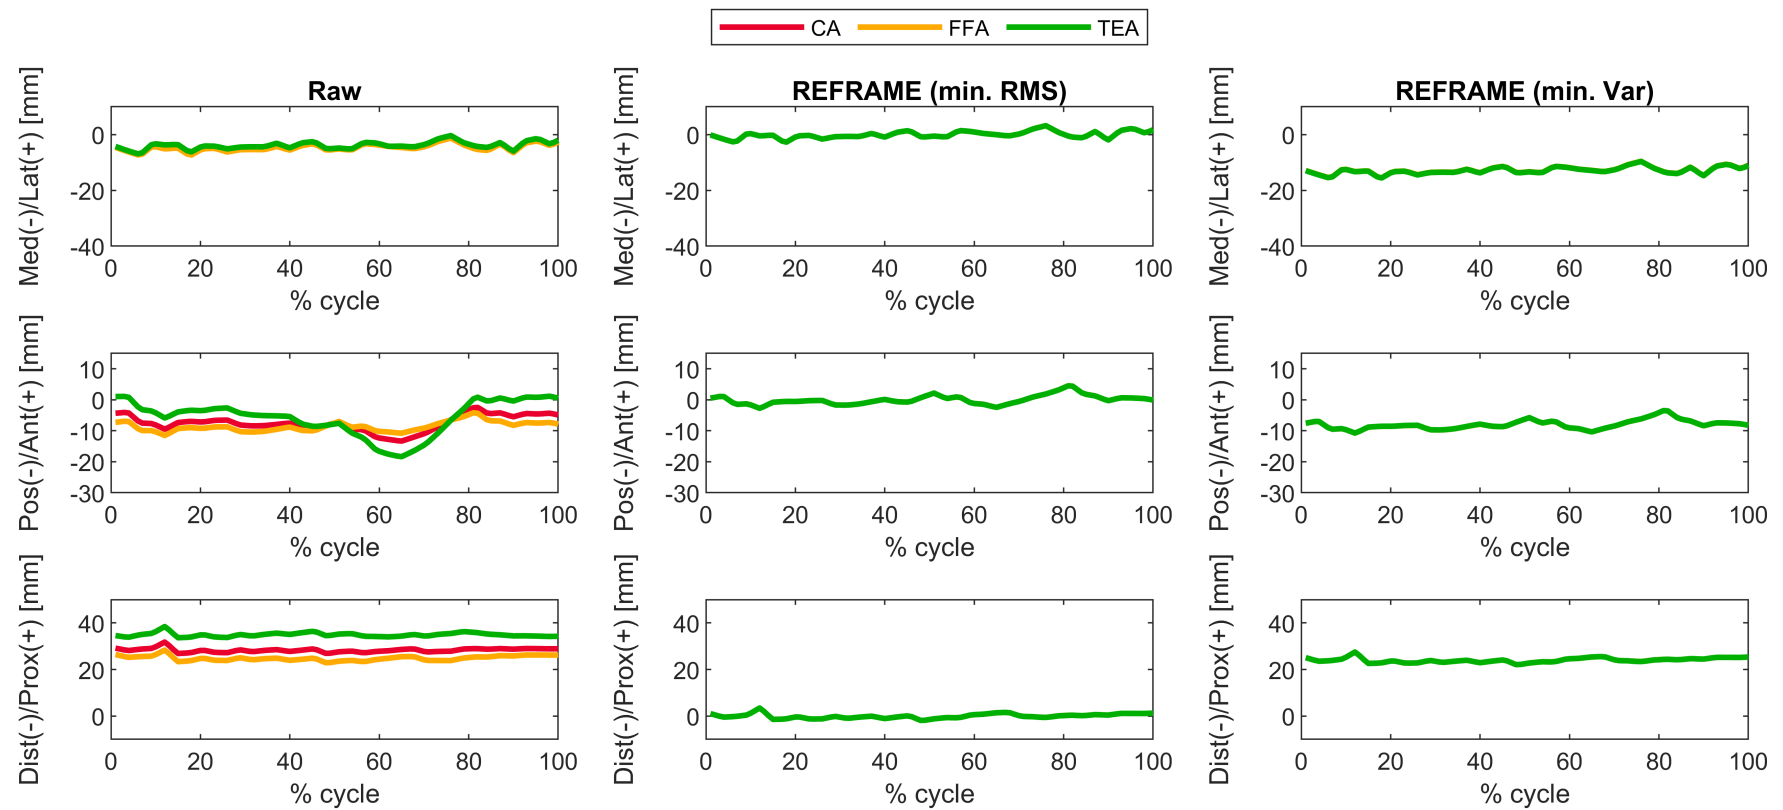 CA FFA TEA
Raw
REFRAME (min. RMS)
REFRAME (min. Var)
Med(-)/Lat(+) [mm]
0
-20
-40
0 20 40 60 80 100
% cycle
Med(-)/Lat(+) [mm]
0
-20
-40
0 20 40 60 80 100
% cycle
Med(-)/Lat(+) [mm]
0
-20
-40
0 20 40 60 80 100
% cycle
Pos(-)/Ant(+) [mm]
10
0
-10
-20
-30
0 20 40 60 80 100
% cycle
Pos(-)/Ant(+) [mm]
10
0
-10
-20
-30
0 20 40 60 80 100
% cycle
Pos(-)/Ant(+) [mm]
10
0
-10
-20
-30
0 20 40 60 80 100
% cycle
Dist(-)/Prox(+) [mm]
40
20
0
0 20 40 60 80 100
% cycle
Dist(-)/Prox(+) [mm]
40
20
0
0 20 40 60 80 100
% cycle
Dist(-)/Prox(+) [mm]
40
20
0
0 20 40 60 80 100
% cycle